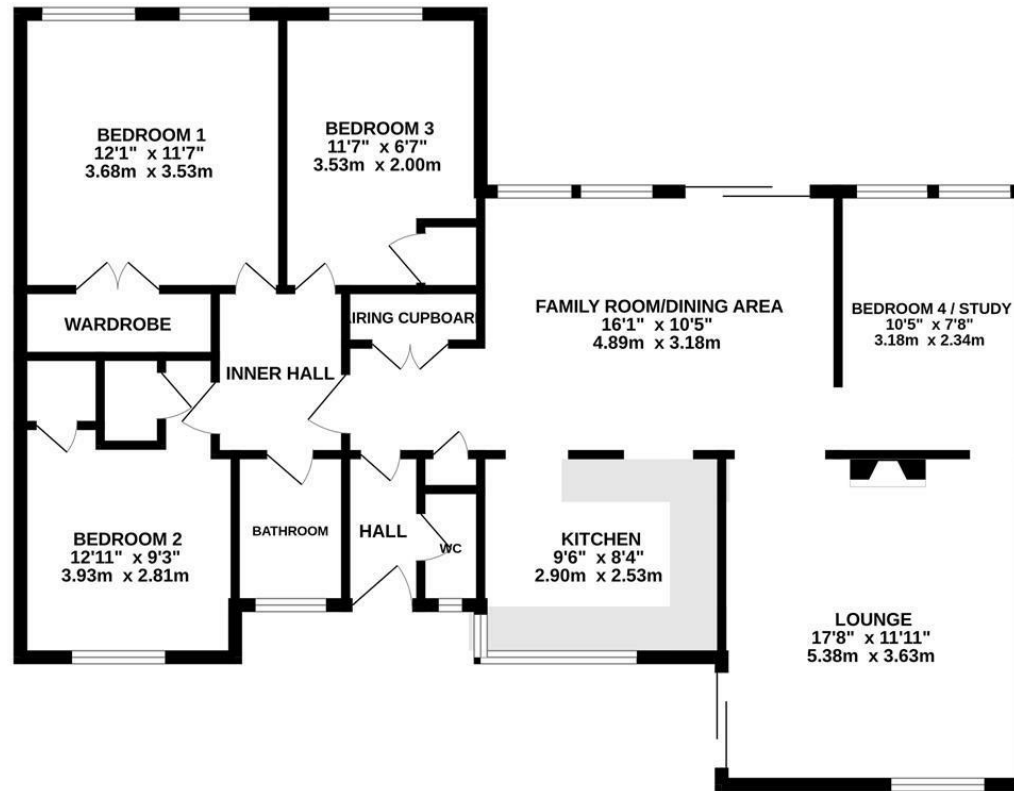 BEDROOM 1
12'1" x 11'7"
3.68m x 3.53m
BEDROOM 3
11'7" x 6'7"
3.53m x 2.00m
WARDROBE
IRING CUPBOAR
FAMILY ROOM/DINING AREA
16'1" x 10'5"
4.89m x 3.18m
BEDROOM 4 / STUDY
10'5" x 7'8"
3.18m x 2.34m
INNER HALL
BEDROOM 2
12'11" x 9'3"
3.93m x 2.81m
BATHROOM
HALL
WC
KITCHEN
9'6" x 8'4"
2.90m x 2.53m
LOUNGE
17'8" x 11'11"
5.38m x 3.63m